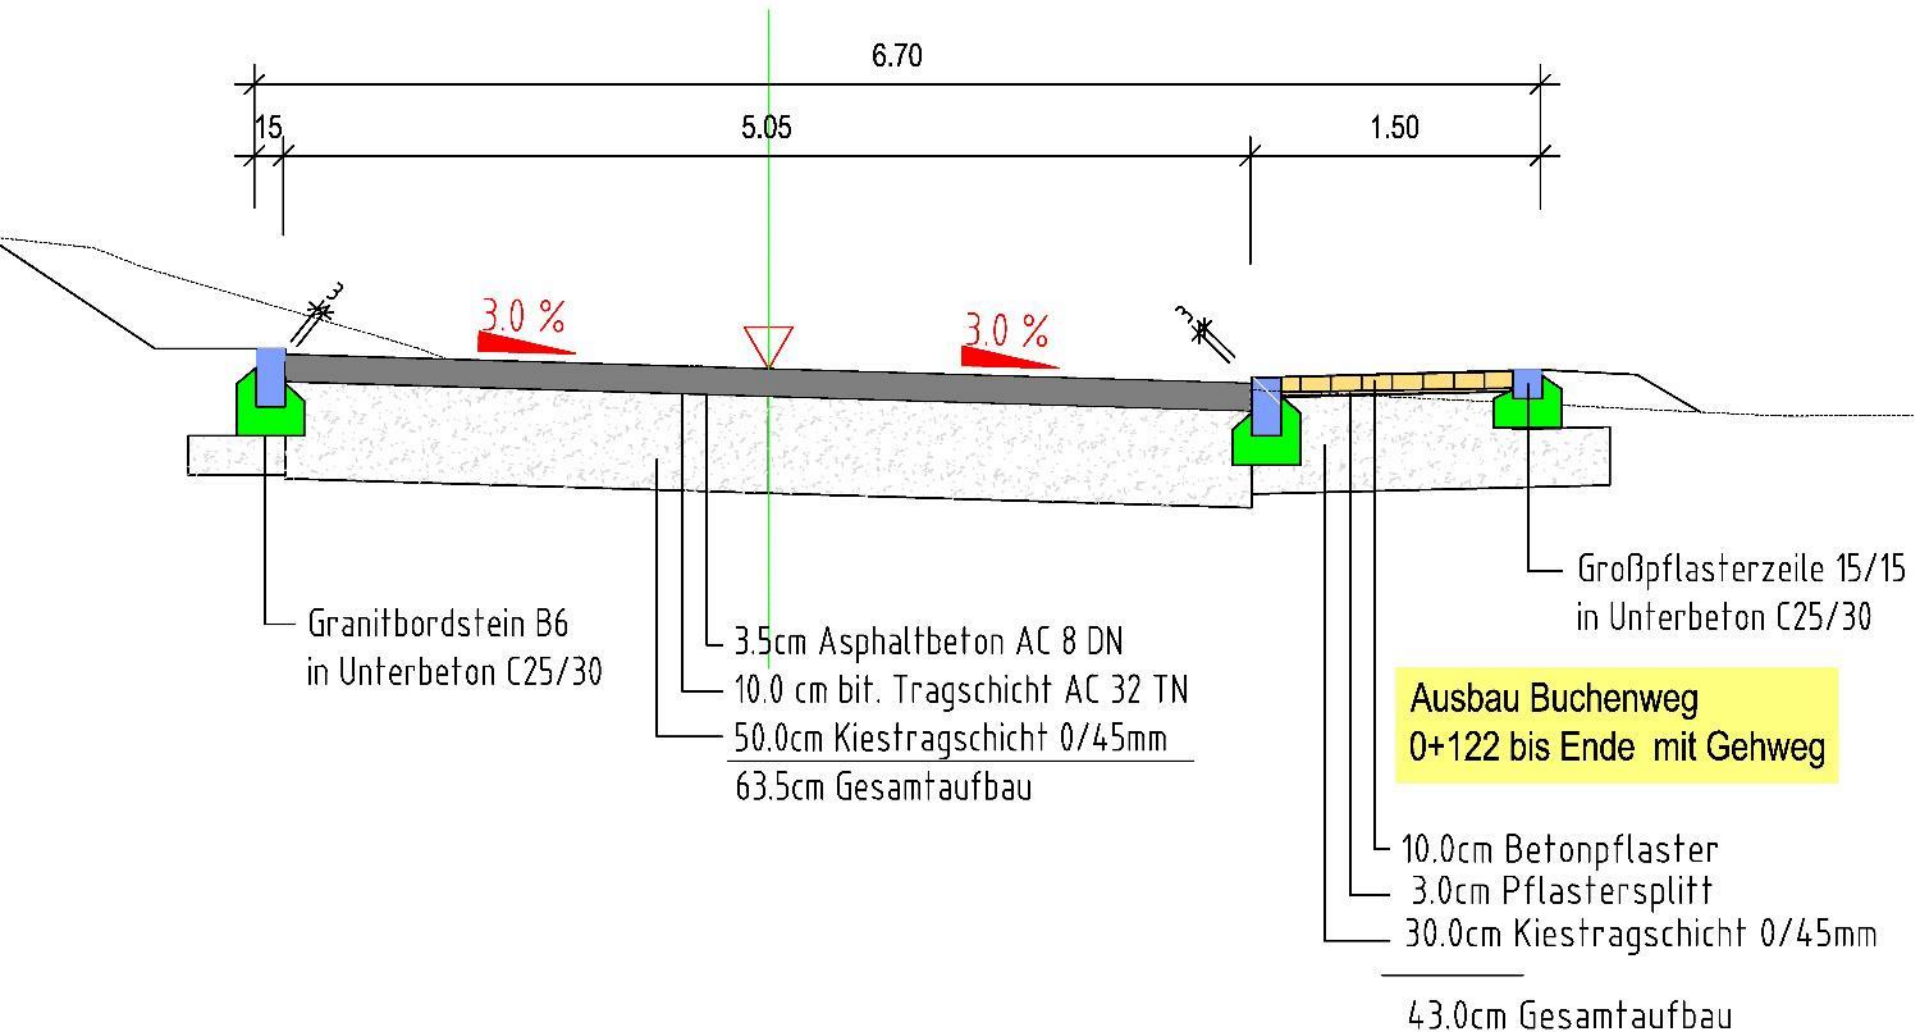 6.70
15
5.05
1.50
3
3.0 %
3.0 %
3
Granitbordstein B6
in Unterbeton C25/30
3.5cm Asphaltbeton AC 8 DN
10.0 cm bit. Tragschicht AC 32 TN
50.0cm Kiestragschicht 0/45mm
63.5cm Gesamtaufbau
Großpflasterzeile 15/15
in Unterbeton C25/30
Ausbau Buchenweg
0+122 bis Ende mit Gehweg
10.0cm Betonpflaster
3.0cm Pflastersplitt
30.0cm Kiestragschicht 0/45mm
43.0cm Gesamtaufbau